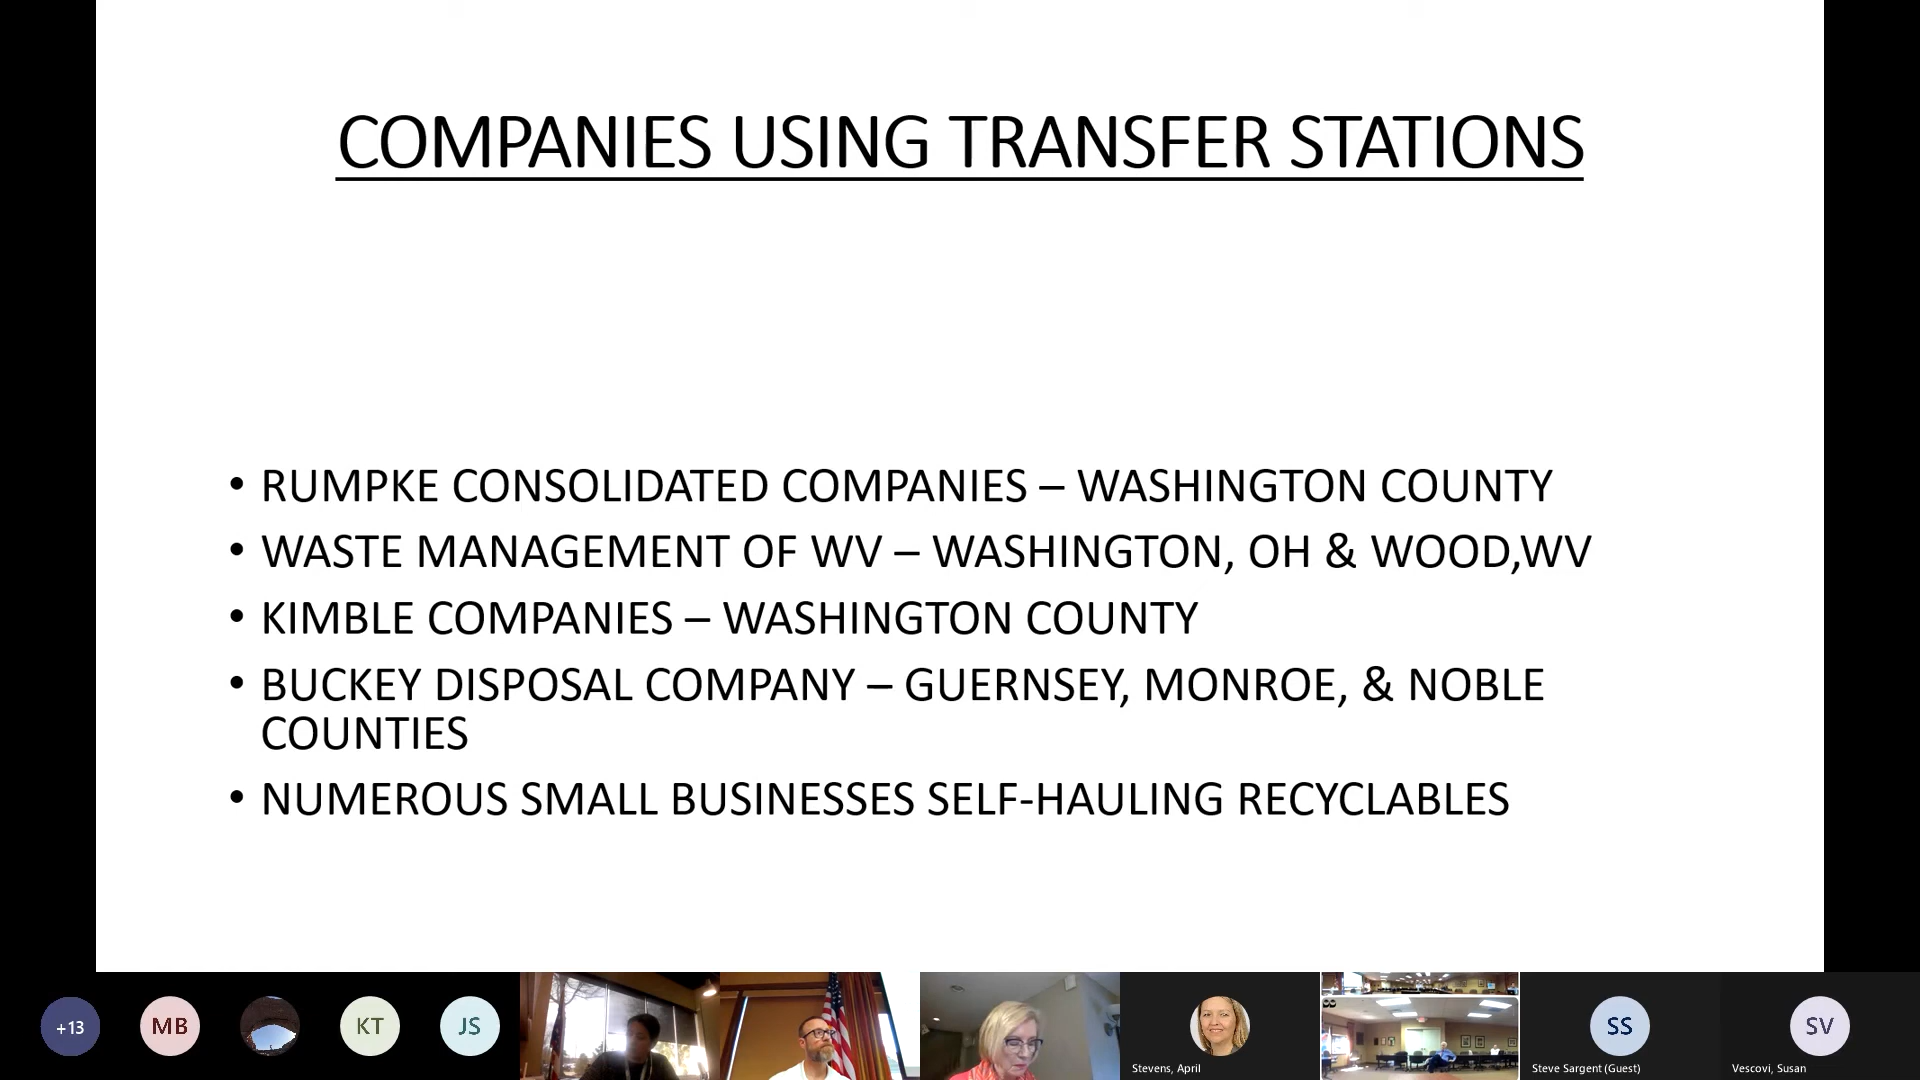 COMPANIES USING TRANSFER STATIONS
• RUMPKE CONSOLIDATED COMPANIES – WASHINGTON COUNTY
• WASTE MANAGEMENT OF WV – WASHINGTON, OH & WOOD,WV
• KIMBLE COMPANIES – WASHINGTON COUNTY
• BUCKEY DISPOSAL COMPANY – GUERNSEY, MONROE, & NOBLE
COUNTIES
• NUMEROUS SMALL BUSINESSES SELF-HAULING RECYCLABLES
+13 MB KT JS SS SV
Stevens, April Steve Sargent (Guest) Vescovi, Susan